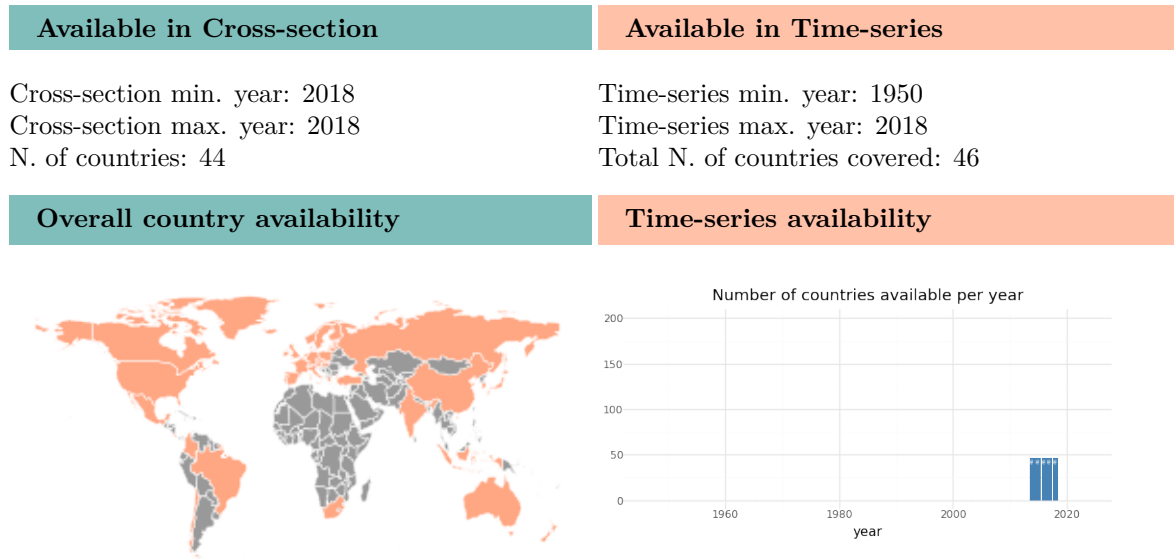 Available in Cross-section
Cross-section min. year: 2018
Cross-section max. year: 2018
N. of countries: 44
Available in Time-series
Time-series min. year: 1950
Time-series max. year: 2018
Total N. of countries covered: 46
Overall country availability
Time-series availability
Number of countries available per year
200
150
100
50
0
1960 1980 2000 2020
year